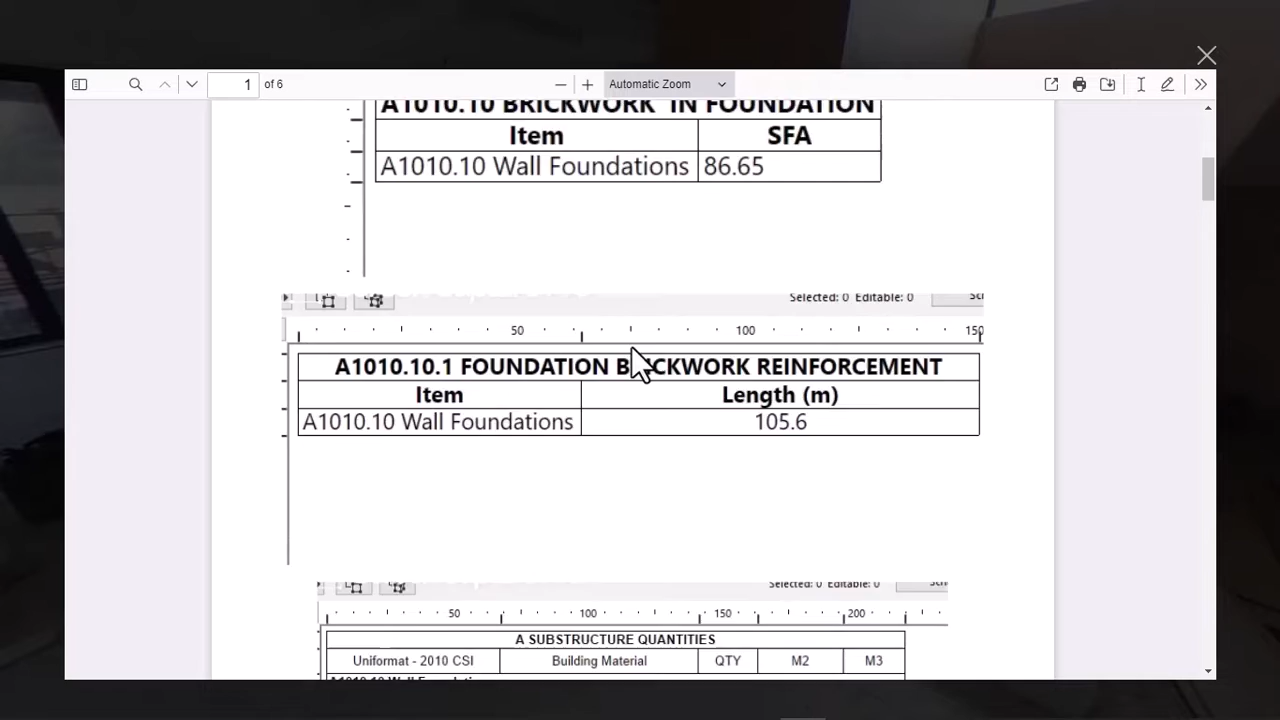 1 of 6 Automatic Zoom
A1010.10 BRICKWORK IN FOUNDATION
Item SFA
A1010.10 Wall Foundations 86.65
Selected: 0 Editable: 0
50 100 150
A1010.10.1 FOUNDATION BRICKWORK REINFORCEMENT
Item Length (m)
A1010.10 Wall Foundations 105.6
Selected: 0 Editable: 0
50 100 150 200
A SUBSTRUCTURE QUANTITIES
Uniformat - 2010 CSI Building Material QTY M2 M3